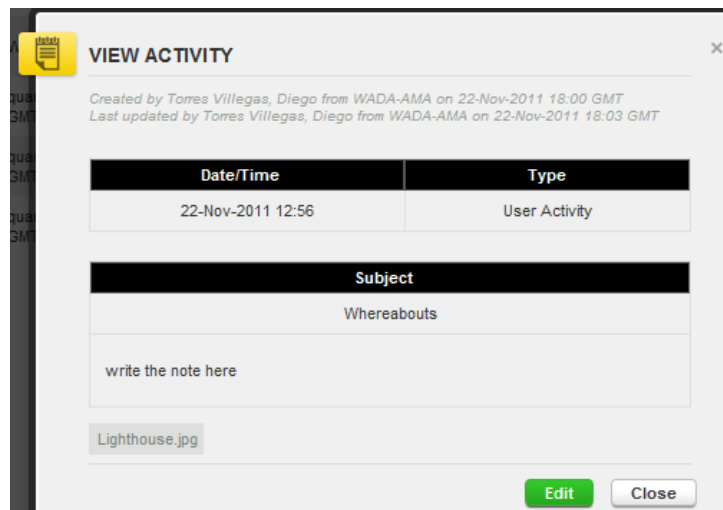 VIEW ACTIVITY
×
Created by Torres Villegas, Diego from WADA-AMA on 22-Nov-2011 18:00 GMT
Last updated by Torres Villegas, Diego from WADA-AMA on 22-Nov-2011 18:03 GMT
Date/Time Type
22-Nov-2011 12:56 User Activity
Subject
Whereabouts
write the note here
Lighthouse.jpg
Edit Close